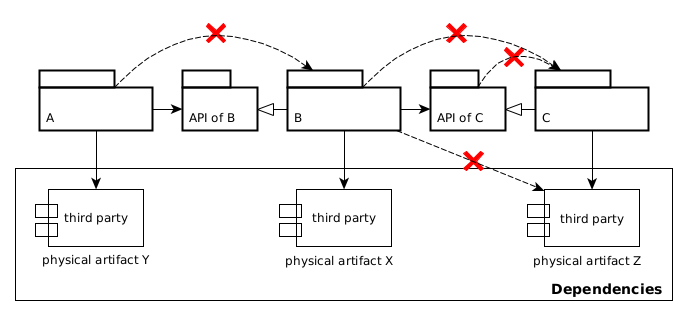 A
API of B
B
API of C
C
third party
third party
third party
physical artifact Y
physical artifact X
physical artifact Z
Dependencies